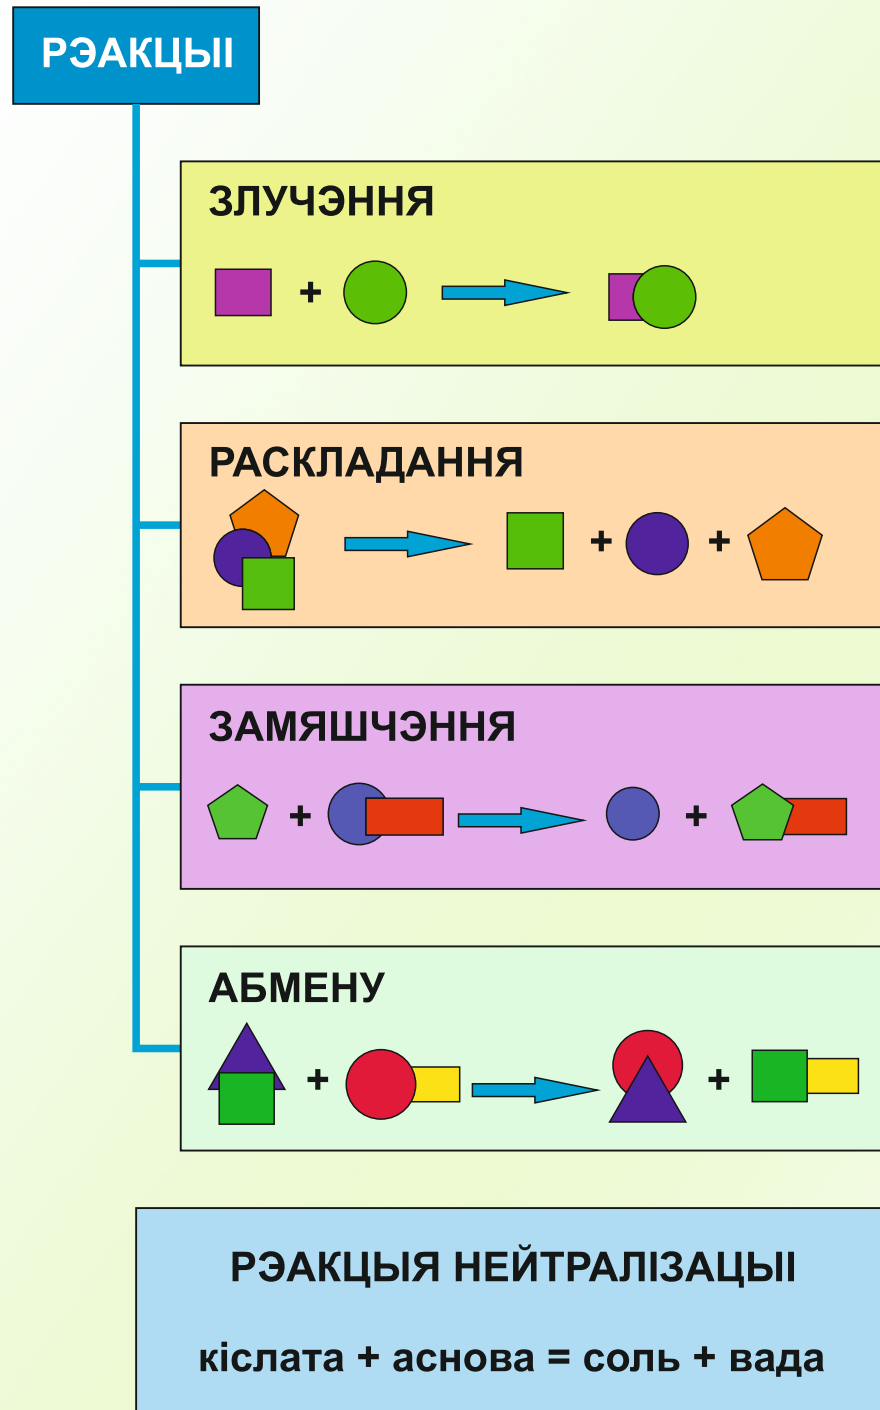 РЭАКЦЫІ
ЗЛУЧЭННЯ
+
РАСКЛАДАННЯ
+ +
ЗАМЯШЧЭННЯ
+ +
АБМЕНУ
+ +
РЭАКЦЫЯ НЕЙТРАЛІЗАЦЫІ
кіслата + аснова = соль + вада